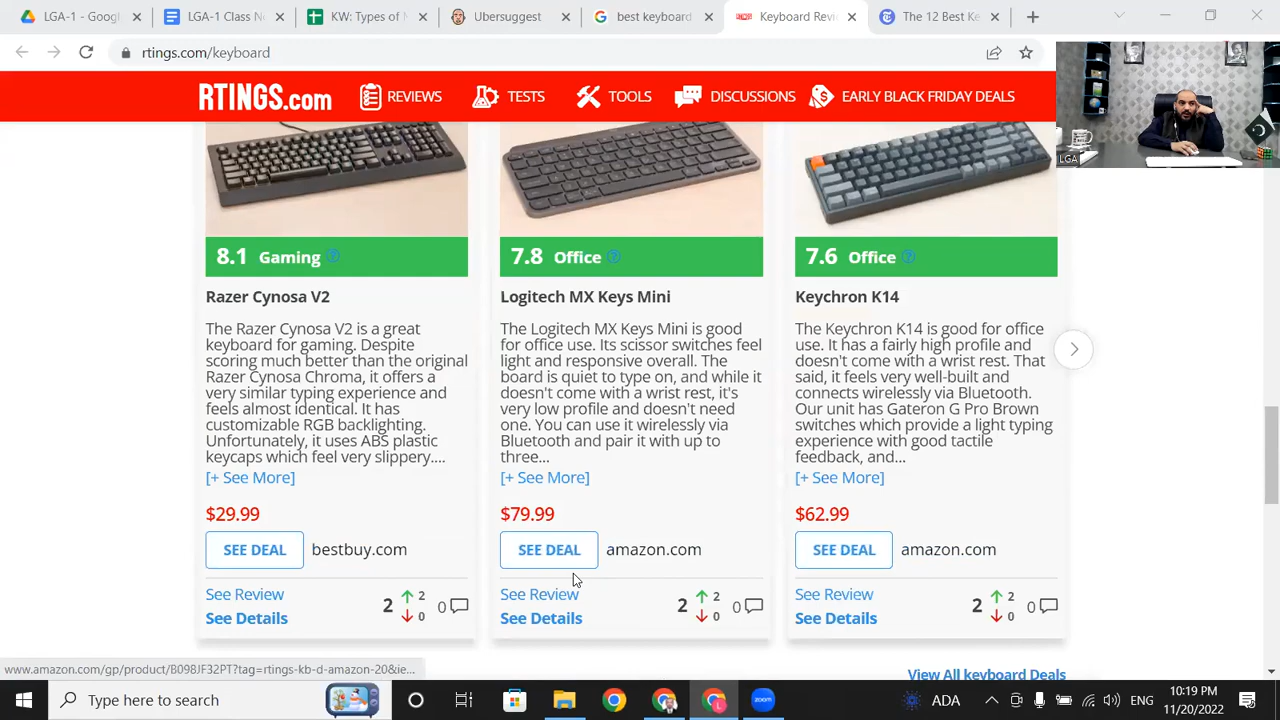 LGA-1 - Goog
LGA-1 Class N
KW: Types of M
Ubersuggest
best keyboard
Keyboard Revi
The 12 Best Ke
rtings.com/keyboard
RTINGS.com
REVIEWS
TESTS
TOOLS
DISCUSSIONS
EARLY BLACK FRIDAY DEALS
LGA
8.1 Gaming ?
7.8 Office ?
7.6 Office ?
Razer Cynosa V2
The Razer Cynosa V2 is a great
keyboard for gaming. Despite
scoring much better than the original
Razer Cynosa Chroma, it offers a
very similar typing experience and
feels almost identical. It has
customizable RGB backlighting.
Unfortunately, it uses ABS plastic
keycaps which feel very slippery....
[+ See More]
$29.99
SEE DEAL bestbuy.com
See Review
See Details
2 2 0 0
Logitech MX Keys Mini
The Logitech MX Keys Mini is good
for office use. Its scissor switches feel
light and responsive overall. The
board is quiet to type on, and while it
doesn't come with a wrist rest, it's
very low profile and doesn't need
one. You can use it wirelessly via
Bluetooth and pair it with up to
three...
[+ See More]
$79.99
SEE DEAL amazon.com
See Review
See Details
2 2 0 0
Keychron K14
The Keychron K14 is good for office
use. It has a fairly high profile and
doesn't come with a wrist rest. That
said, it feels very well-built and
connects wirelessly via Bluetooth.
Our unit has Gateron G Pro Brown
switches which provide a light typing
experience with good tactile
feedback, and...
[+ See More]
$62.99
SEE DEAL amazon.com
See Review
See Details
2 2 0 0
View All keyboard Deals
www.amazon.com/gp/product/B098JF32PT?tag=rtings-kb-d-amazon-20&ie...
Type here to search
ADA
ENG
10:19 PM
11/20/2022